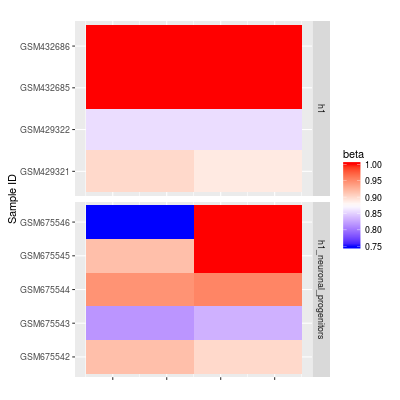 Sample ID
GSM432686
GSM432685
GSM429322
GSM429321
h1
GSM675546
GSM675545
GSM675544
GSM675543
GSM675542
h1_neuronal_progenitors
beta
1.00
0.95
0.90
0.85
0.80
0.75